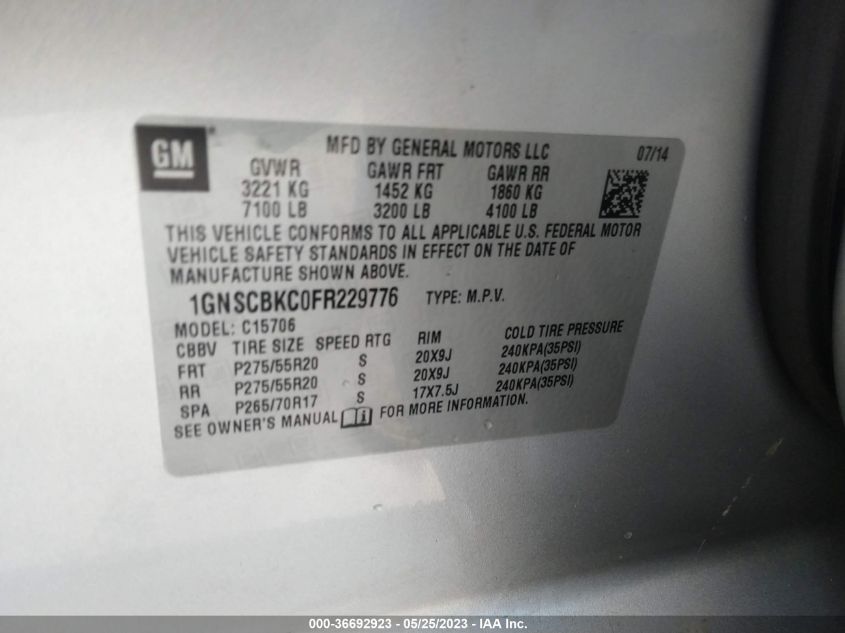 GM
MFD BY GENERAL MOTORS LLC 07/14
GVWR GAWR FRT GAWR RR
3221 KG 1452 KG 1860 KG
7100 LB 3200 LB 4100 LB
THIS VEHICLE CONFORMS TO ALL APPLICABLE U.S. FEDERAL MOTOR
VEHICLE SAFETY STANDARDS IN EFFECT ON THE DATE OF
MANUFACTURE SHOWN ABOVE.
1GNSCBKC0FR229776 TYPE: M.P.V.
MODEL: C15706
CBBV TIRE SIZE SPEED RTG RIM COLD TIRE PRESSURE
FRT P275/55R20 S 20X9J 240KPA(35PSI)
RR P275/55R20 S 20X9J 240KPA(35PSI)
SPA P265/70R17 S 17X7.5J 240KPA(35PSI)
SEE OWNER'S MANUAL i FOR MORE INFORMATION.
000-36692923 - 05/25/2023 - IAA Inc.